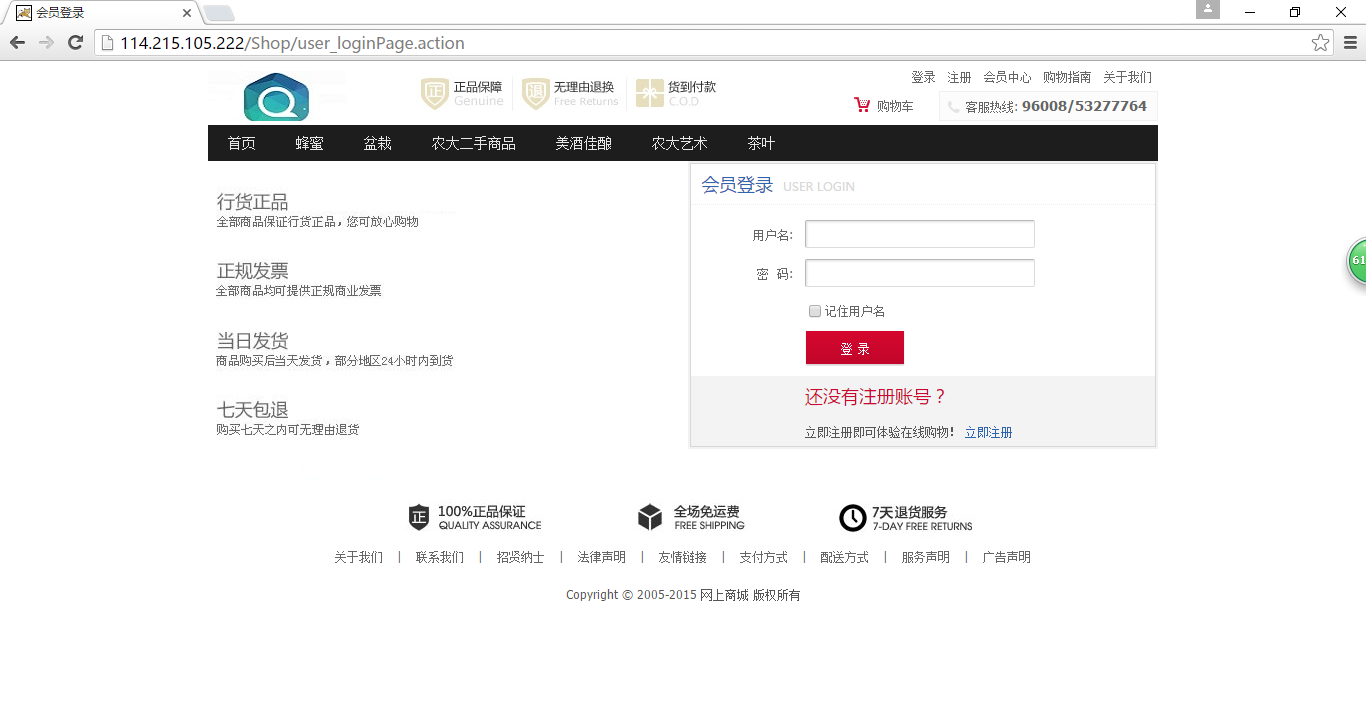 会员登录
114.215.105.222/Shop/user_loginPage.action
登录 注册 会员中心 购物指南 关于我们
正 正品保障 Genuine
退 无理由退换 Free Returns
货到付款 C.O.D
购物车 客服热线: 96008/53277764
首页 蜂蜜 盆栽 农大二手商品 美酒佳酿 农大艺术 茶叶
行货正品
全部商品保证行货正品，您可放心购物
正规发票
全部商品均可提供正规商业发票
当日发货
商品购买后当天发货，部分地区24小时内到货
七天包退
购买七天之内可无理由退货
会员登录 USER LOGIN
用户名:
密 码:
记住用户名
登 录
还没有注册账号？
立即注册即可体验在线购物! 立即注册
61
正 100%正品保证 QUALITY ASSURANCE
全场免运费 FREE SHIPPING
7天退货服务 7-DAY FREE RETURNS
关于我们 | 联系我们 | 招贤纳士 | 法律声明 | 友情链接 | 支付方式 | 配送方式 | 服务声明 | 广告声明
Copyright © 2005-2015 网上商城 版权所有